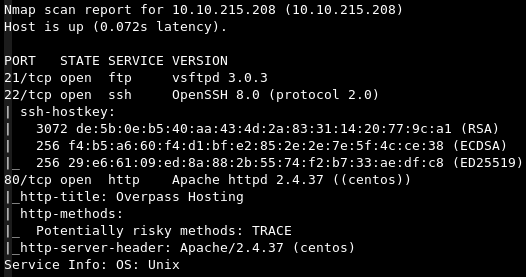 Nmap scan report for 10.10.215.208 (10.10.215.208)
Host is up (0.072s latency).
PORT   STATE SERVICE VERSION
21/tcp open  ftp     vsftpd 3.0.3
22/tcp open  ssh     OpenSSH 8.0 (protocol 2.0)
| ssh-hostkey:
|   3072 de:5b:0e:b5:40:aa:43:4d:2a:83:31:14:20:77:9c:a1 (RSA)
|   256 f4:b5:a6:60:f4:d1:bf:e2:85:2e:2e:7e:5f:4c:ce:38 (ECDSA)
|_  256 29:e6:61:09:ed:8a:88:2b:55:74:f2:b7:33:ae:df:c8 (ED25519)
80/tcp open  http    Apache httpd 2.4.37 ((centos))
|_http-title: Overpass Hosting
| http-methods:
|_  Potentially risky methods: TRACE
|_http-server-header: Apache/2.4.37 (centos)
Service Info: OS: Unix